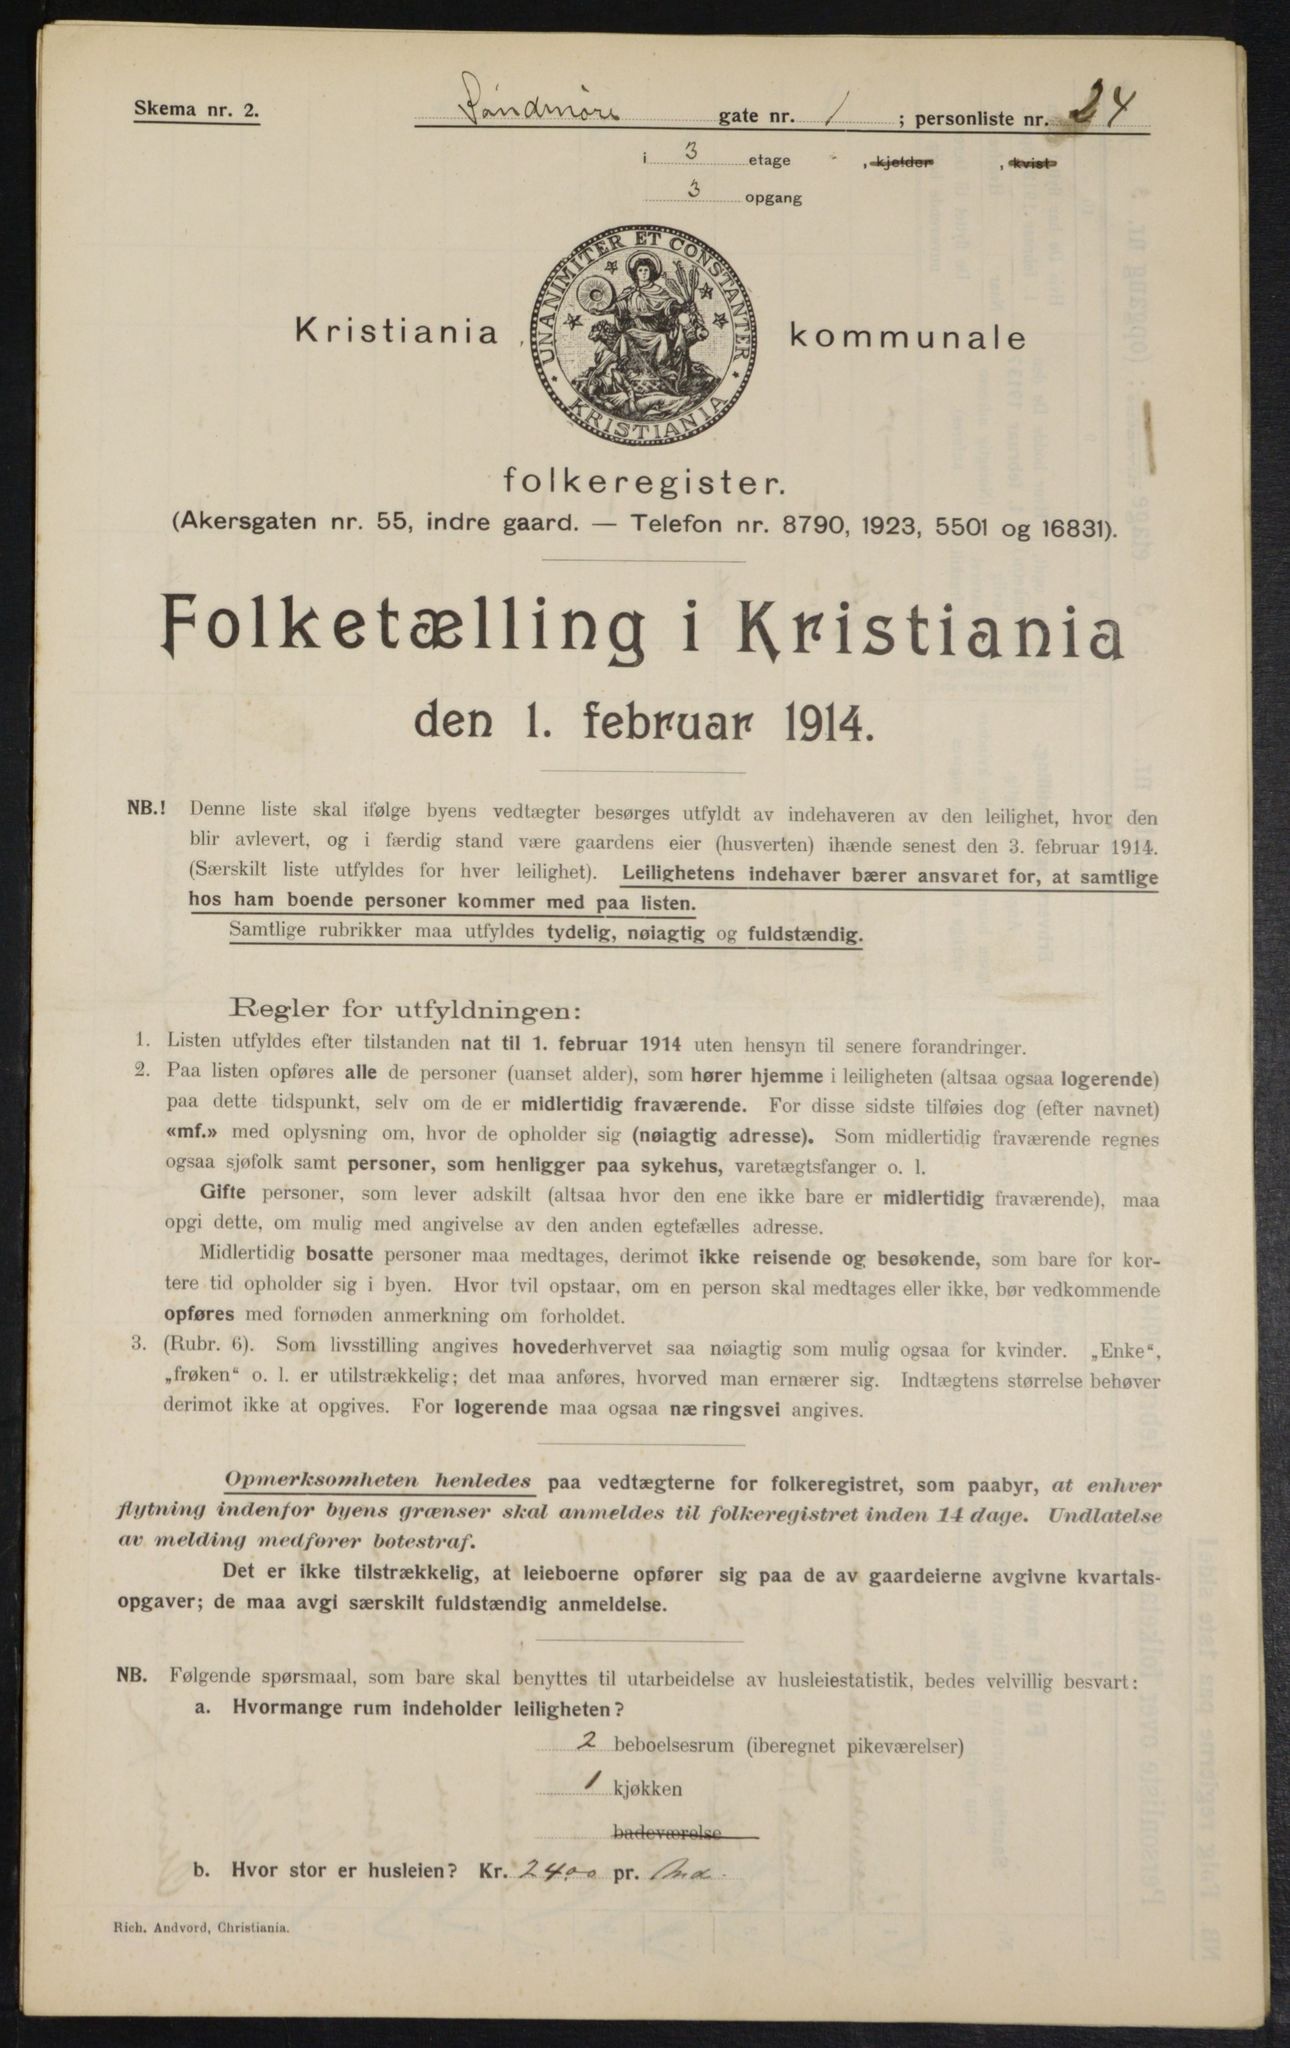 Skema nr. 2. Søndmøre gate nr. 1 ; personliste nr. 24
i 3 etage , kjelder , kvist
3 opgang
UNANIMITER ET CONSTANTER
KRISTIANIA
Kristiania kommunale
folkeregister.
(Akersgaten nr. 55, indre gaard. — Telefon nr. 8790, 1923, 5501 og 16831).
Folketælling i Kristiania
den 1. februar 1914.
NB.! Denne liste skal ifølge byens vedtægter besørges utfyldt av indehaveren av den leilighet, hvor den
blir avlevert, og i færdig stand være gaardens eier (husverten) ihænde senest den 3. februar 1914.
(Særskilt liste utfyldes for hver leilighet). Leilighetens indehaver bærer ansvaret for, at samtlige
hos ham boende personer kommer med paa listen.
Samtlige rubrikker maa utfyldes tydelig, nøiagtig og fuldstændig.
Regler for utfyldningen:
1. Listen utfyldes efter tilstanden nat til 1. februar 1914 uten hensyn til senere forandringer.
2. Paa listen opføres alle de personer (uanset alder), som hører hjemme i leiligheten (altsaa ogsaa logerende)
paa dette tidspunkt, selv om de er midlertidig fraværende. For disse sidste tilføies dog (efter navnet)
«mf.» med oplysning om, hvor de opholder sig (nøiagtig adresse). Som midlertidig fraværende regnes
ogsaa sjøfolk samt personer, som henligger paa sykehus, varetægtsfanger o. l.
Gifte personer, som lever adskilt (altsaa hvor den ene ikke bare er midlertidig fraværende), maa
opgi dette, om mulig med angivelse av den anden egtefælles adresse.
Midlertidig bosatte personer maa medtages, derimot ikke reisende og besøkende, som bare for kor-
tere tid opholder sig i byen. Hvor tvil opstaar, om en person skal medtages eller ikke, bør vedkommende
opføres med fornøden anmerkning om forholdet.
3. (Rubr. 6). Som livsstilling angives hovederhvervet saa nøiagtig som mulig ogsaa for kvinder. „Enke“,
„frøken“ o. l. er utilstrækkelig; det maa anføres, hvorved man ernærer sig. Indtægtens størrelse behøver
derimot ikke at opgives. For logerende maa ogsaa næringsvei angives.
Opmerksomheten henledes paa vedtægterne for folkeregistret, som paabyr, at enhver
flytning indenfor byens grænser skal anmeldes til folkeregistret inden 14 dage. Undlatelse
av melding medfører bøtestraf.
Det er ikke tilstrækkelig, at leieboerne opfører sig paa de av gaardeierne avgivne kvartals-
opgaver; de maa avgi særskilt fuldstændig anmeldelse.
NB. Følgende spørsmaal, som bare skal benyttes til utarbeidelse av husleiestatistik, bedes velvillig besvart:
a. Hvormange rum indeholder leiligheten?
2 beboelsesrum (iberegnet pikeværelser)
1 kjøkken
badeværelse
b. Hvor stor er husleien? Kr. 24.00 pr. Md.
Rich. Andvord, Christiania.